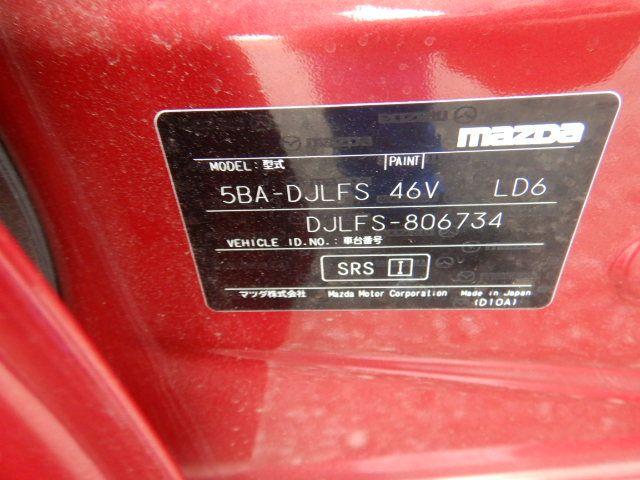 mazda
MODEL:型式 PAINT
5BA-DJLFS 46V LD6
DJLFS-806734
VEHICLE ID.NO.:車台番号
SRS I
マツダ株式会社 Mazda Motor Corporation Made in Japan
(D10A)